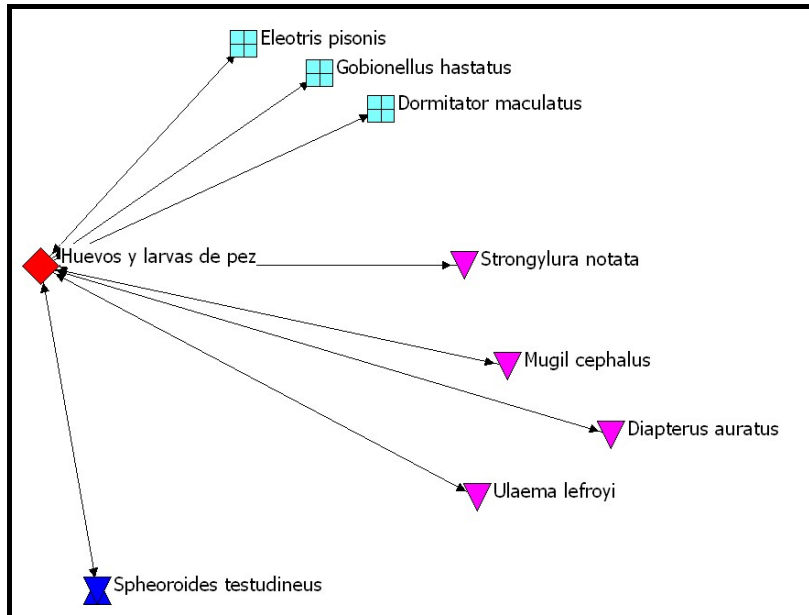 Eleotris pisonis
Gobionellus hastatus
Dormitator maculatus
Huevos y larvas de pez
Strongylura notata
Mugil cephalus
Diapterus auratus
Ulaema lefroyi
Spheoroides testudineus